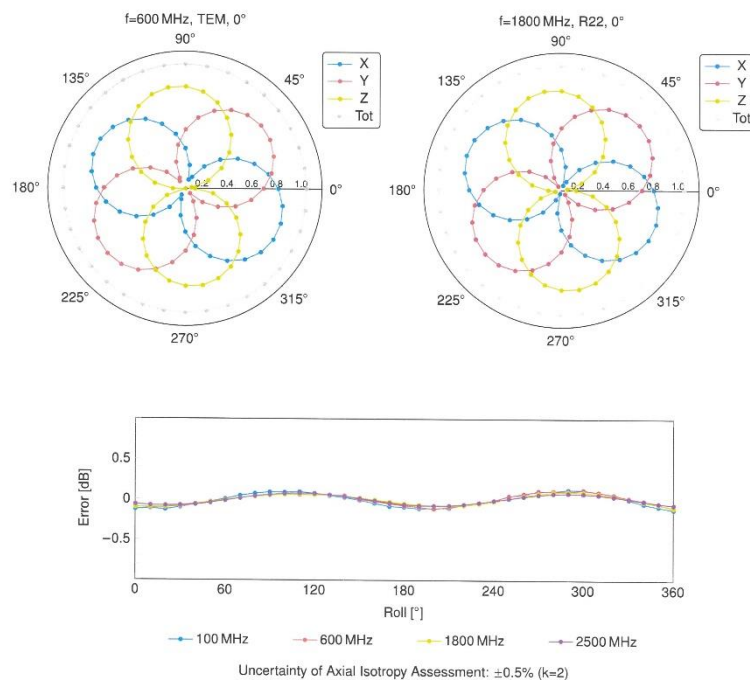 f=600 MHz, TEM, 0°
90°
135°
45°
180°
0.2 0.4 0.6 0.8 1.0
0°
225°
315°
270°
X
Y
Z
Tot
f=1800 MHz, R22, 0°
90°
135°
45°
180°
0.2 0.4 0.6 0.8 1.0
0°
225°
315°
270°
X
Y
Z
Tot
Error [dB]
0.5
0
−0.5
0 60 120 180 240 300 360
Roll [°]
100 MHz 600 MHz 1800 MHz 2500 MHz
Uncertainty of Axial Isotropy Assessment: ±0.5% (k=2)